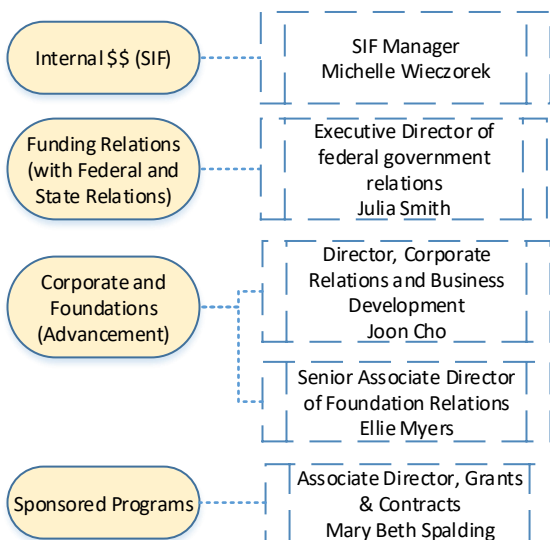 Internal $$ (SIF)
SIF Manager
Michelle Wieczorek
Funding Relations
(with Federal and
State Relations)
Executive Director of
federal government
relations
Julia Smith
Corporate and
Foundations
(Advancement)
Director, Corporate
Relations and Business
Development
Joon Cho
Senior Associate Director
of Foundation Relations
Ellie Myers
Sponsored Programs
Associate Director, Grants
& Contracts
Mary Beth Spalding